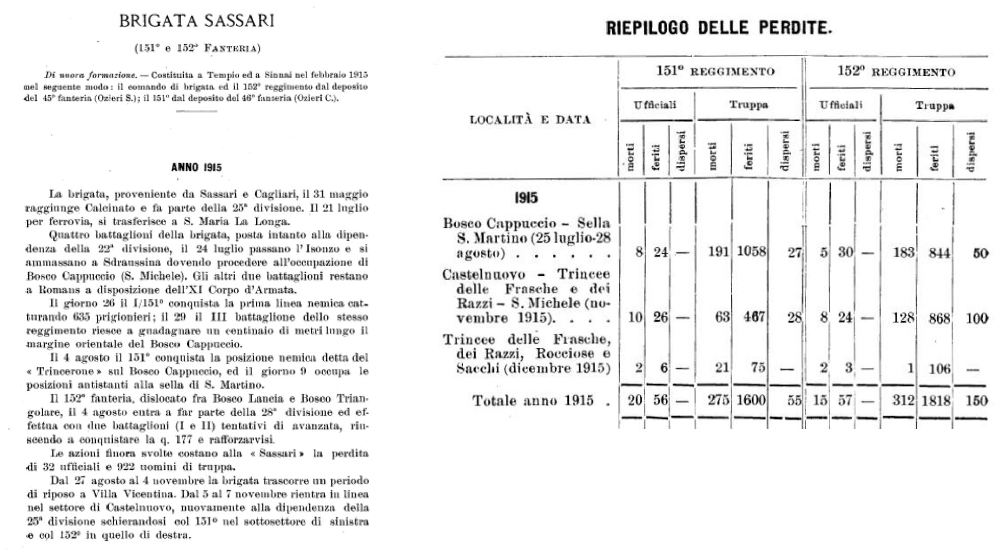 BRIGATA SASSARI
(151° e 152° FANTERIA)
Di nuova formazione. — Costituita a Tempio ed a Sinnai nel febbraio 1915
nel seguente modo: il comando di brigata ed il 152° reggimento dal deposito
del 45° fanteria (Ozieri S.); il 151° dal deposito del 46° fanteria (Ozieri C.).
ANNO 1915
La brigata, proveniente da Sassari e Cagliari, il 31 maggio
raggiunge Calcinato e fa parte della 25ª divisione. Il 21 luglio
per ferrovia, si trasferisce a S. Maria La Longa.
Quattro battaglioni della brigata, posta intanto alla dipen-
denza della 22ª divisione, il 24 luglio passano l'Isonzo e si
ammassano a Sdraussina dovendo procedere all'occupazione di
Bosco Cappuccio (S. Michele). Gli altri due battaglioni restano
a Romans a disposizione dell'XI Corpo d'Armata.
Il giorno 26 il I/151° conquista la prima linea nemica cat-
turando 635 prigionieri; il 29 il III battaglione dello stesso
reggimento riesce a guadagnare un centinaio di metri lungo il
margine orientale del Bosco Cappuccio.
Il 4 agosto il 151° conquista la posizione nemica detta del
« Trincerone » sul Bosco Cappuccio, ed il giorno 9 occupa le
posizioni antistanti alla sella di S. Martino.
Il 152° fanteria, dislocato fra Bosco Lancia e Bosco Trian-
golare, il 4 agosto entra a far parte della 28ª divisione ed ef-
fettua con due battaglioni (I e II) tentativi di avanzata, riu-
scendo a conquistare la q. 177 e rafforzarvisi.
Le azioni finora svolte costano alla « Sassari » la perdita
di 32 ufficiali e 922 uomini di truppa.
Dal 27 agosto al 4 novembre la brigata trascorre un periodo
di riposo a Villa Vicentina. Dal 5 al 7 novembre rientra in linea
nel settore di Castelnuovo, nuovamente alla dipendenza della
25ª divisione schierandosi col 151° nel sottosettore di sinistra
e col 152° in quello di destra.
RIEPILOGO DELLE PERDITE.
LOCALITÀ E DATA 151° REGGIMENTO 152° REGGIMENTO
Ufficiali Truppa Ufficiali Truppa
morti feriti dispersi morti feriti dispersi morti feriti dispersi morti feriti dispersi
1915
Bosco Cappuccio – Sella
S. Martino (25 luglio-28
agosto) . . . . . . 8 24 — 191 1058 27 5 30 — 183 844 50
Castelnuovo – Trincee
delle Frasche e dei
Razzi – S. Michele (no-
vembre 1915). . . . 10 26 — 63 467 28 8 24 — 128 868 100
Trincee delle Frasche,
dei Razzi, Rocciose e
Sacchi (dicembre 1915) 2 6 — 21 75 — 2 3 — 1 106 —
Totale anno 1915 . 20 56 — 275 1600 55 15 57 — 312 1818 150